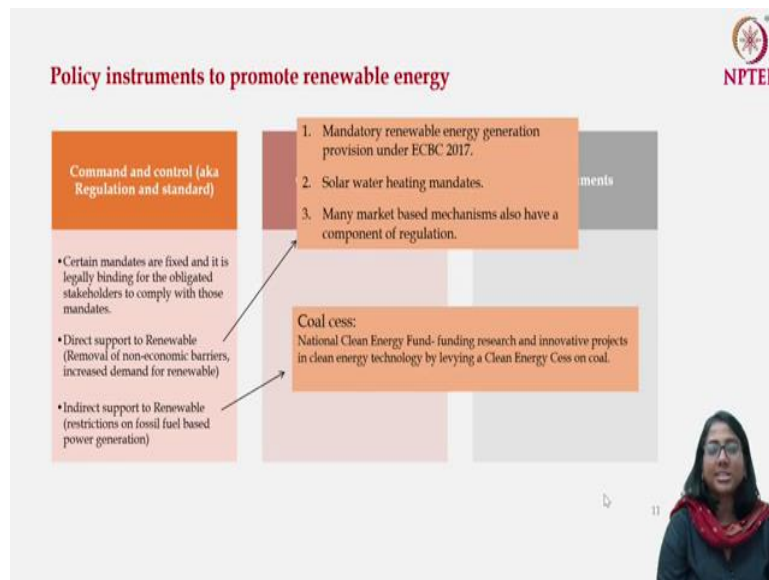 NPTEL
Policy instruments to promote renewable energy
Command and control (aka
Regulation and standard)
•Certain mandates are fixed and it is
legally binding for the obligated
stakeholders to comply with those
mandates.
•Direct support to Renewable
(Removal of non-economic barriers,
increased demand for renewable)
•Indirect support to Renewable
(restrictions on fossil fuel based
power generation)
1. Mandatory renewable energy generation
provision under ECBC 2017.
2. Solar water heating mandates.
3. Many market based mechanisms also have a
component of regulation.
ments
Coal cess:
National Clean Energy Fund- funding research and innovative projects
in clean energy technology by levying a Clean Energy Cess on coal.
11